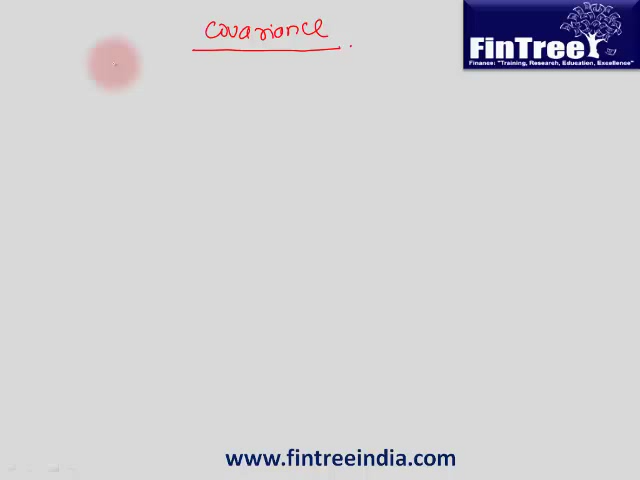 covariance
FinTree
Finance: "Training, Research, Education, Excellence"
www.fintreeindia.com